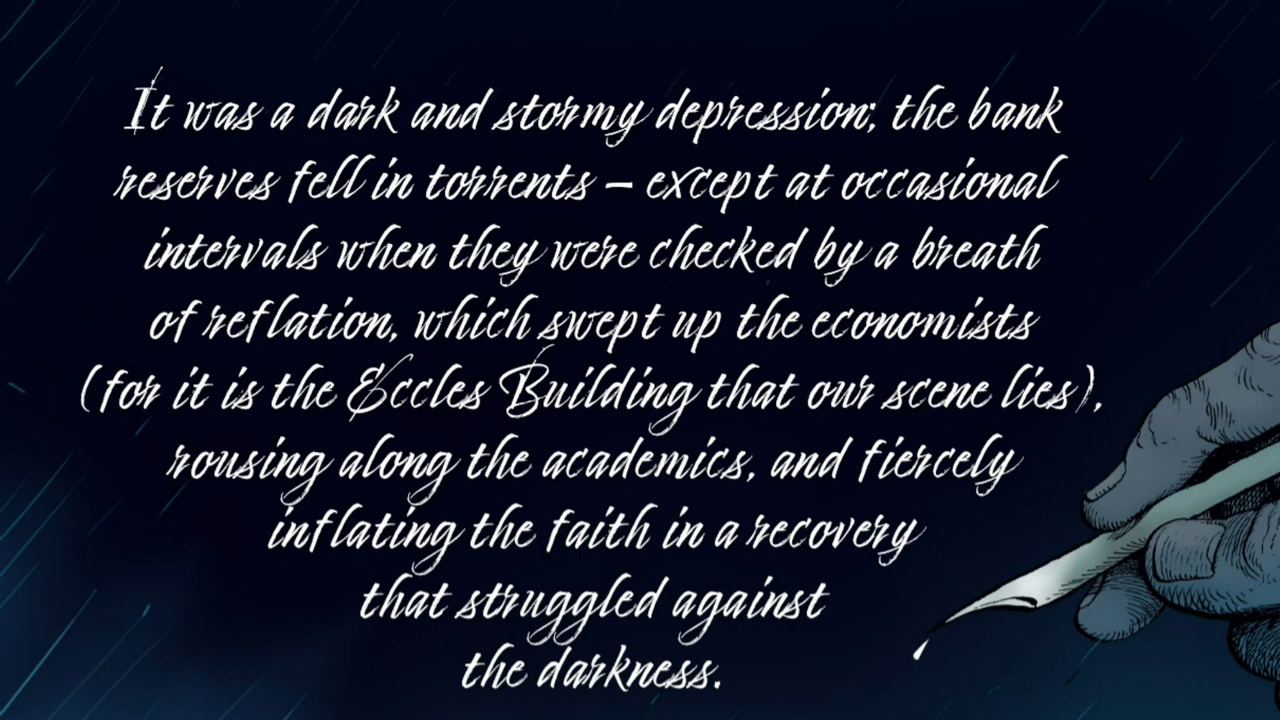 It was a dark and stormy depression; the bank
reserves fell in torrents – except at occasional
intervals when they were checked by a breath
of reflation, which swept up the economists
(for it is the Eccles Building that our scene lies),
rousing along the academics, and fiercely
inflating the faith in a recovery
that struggled against
the darkness.